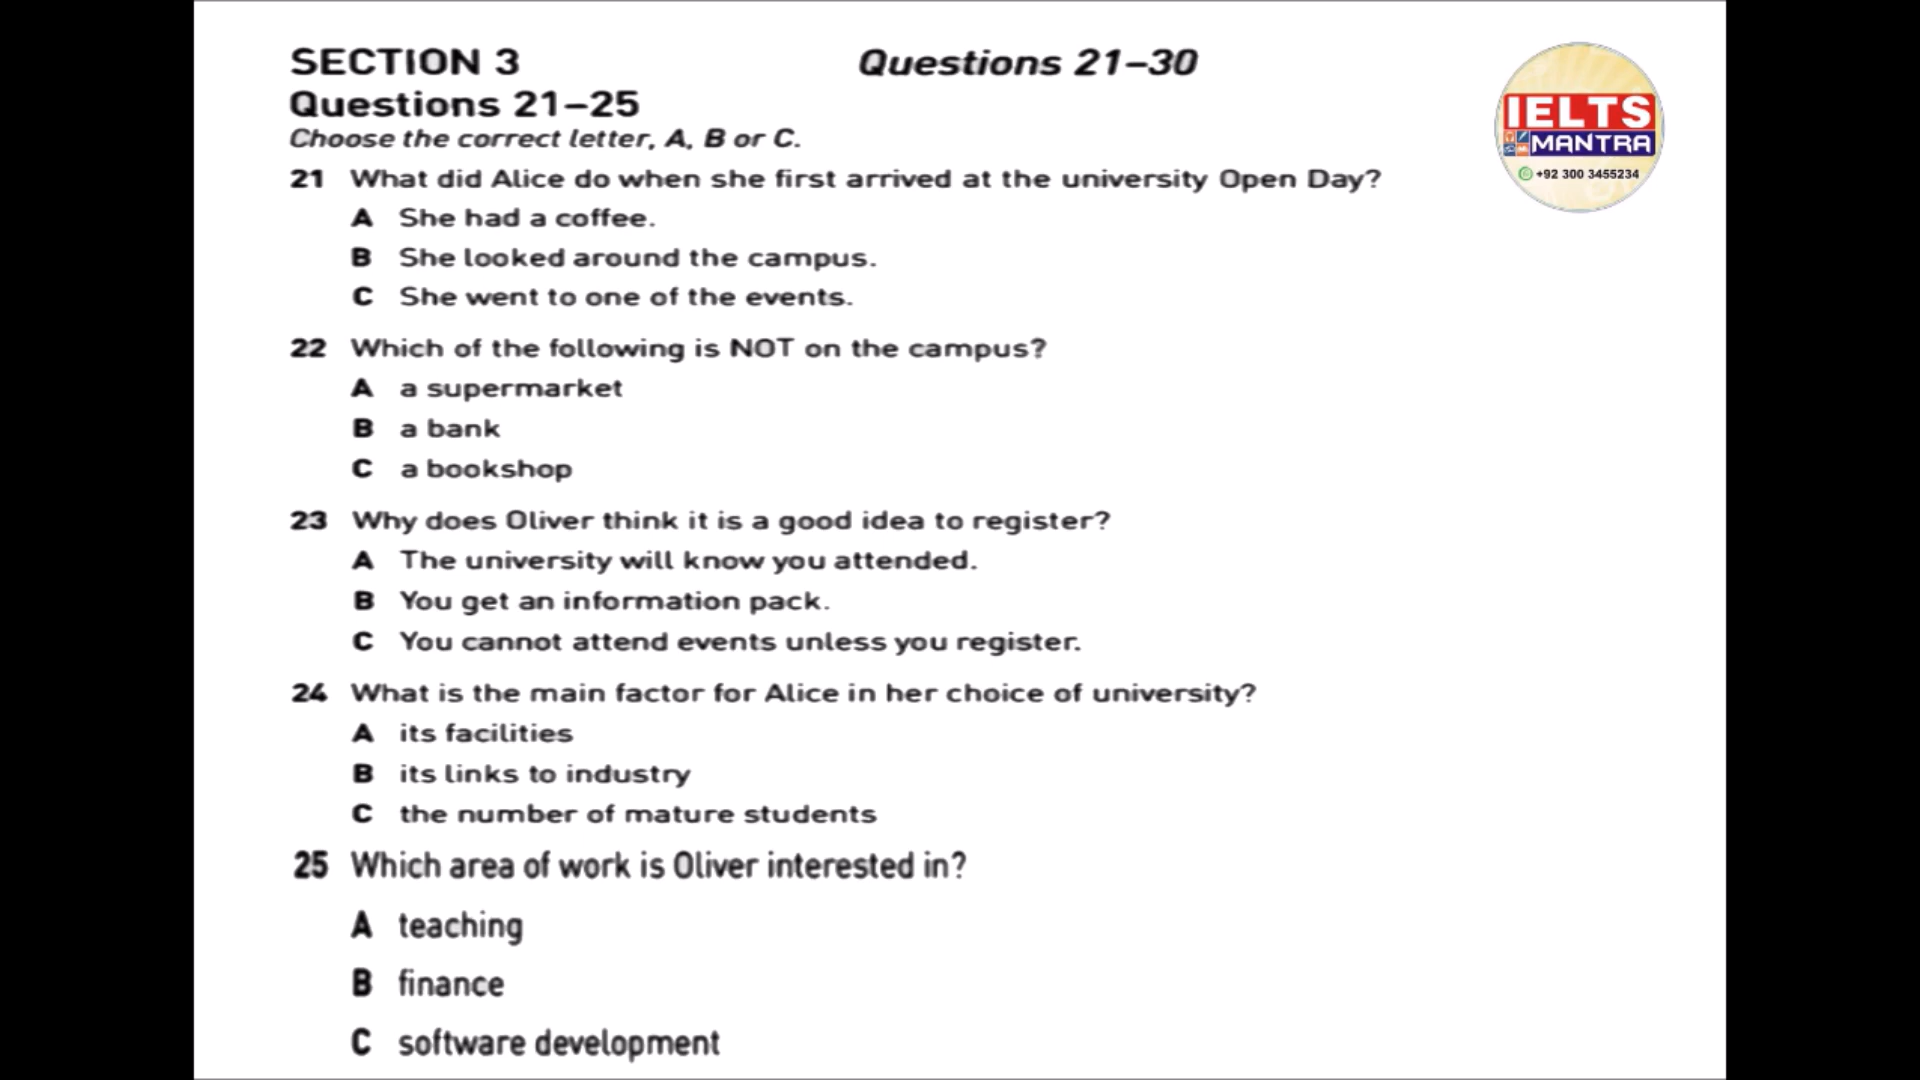 SECTION 3 Questions 21–30
Questions 21–25
Choose the correct letter, A, B or C.
21 What did Alice do when she first arrived at the university Open Day?
A She had a coffee.
B She looked around the campus.
C She went to one of the events.
22 Which of the following is NOT on the campus?
A a supermarket
B a bank
C a bookshop
23 Why does Oliver think it is a good idea to register?
A The university will know you attended.
B You get an information pack.
C You cannot attend events unless you register.
24 What is the main factor for Alice in her choice of university?
A its facilities
B its links to industry
C the number of mature students
25 Which area of work is Oliver interested in?
A teaching
B finance
C software development
IELTS
MANTRA
+92 300 3455234